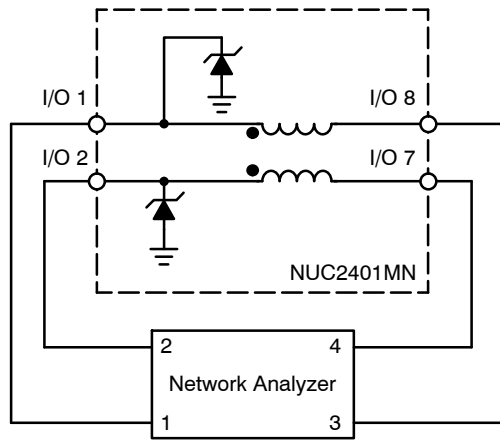 I/O 1
I/O 8
I/O 2
I/O 7
NUC2401MN
2
4
Network Analyzer
1
3